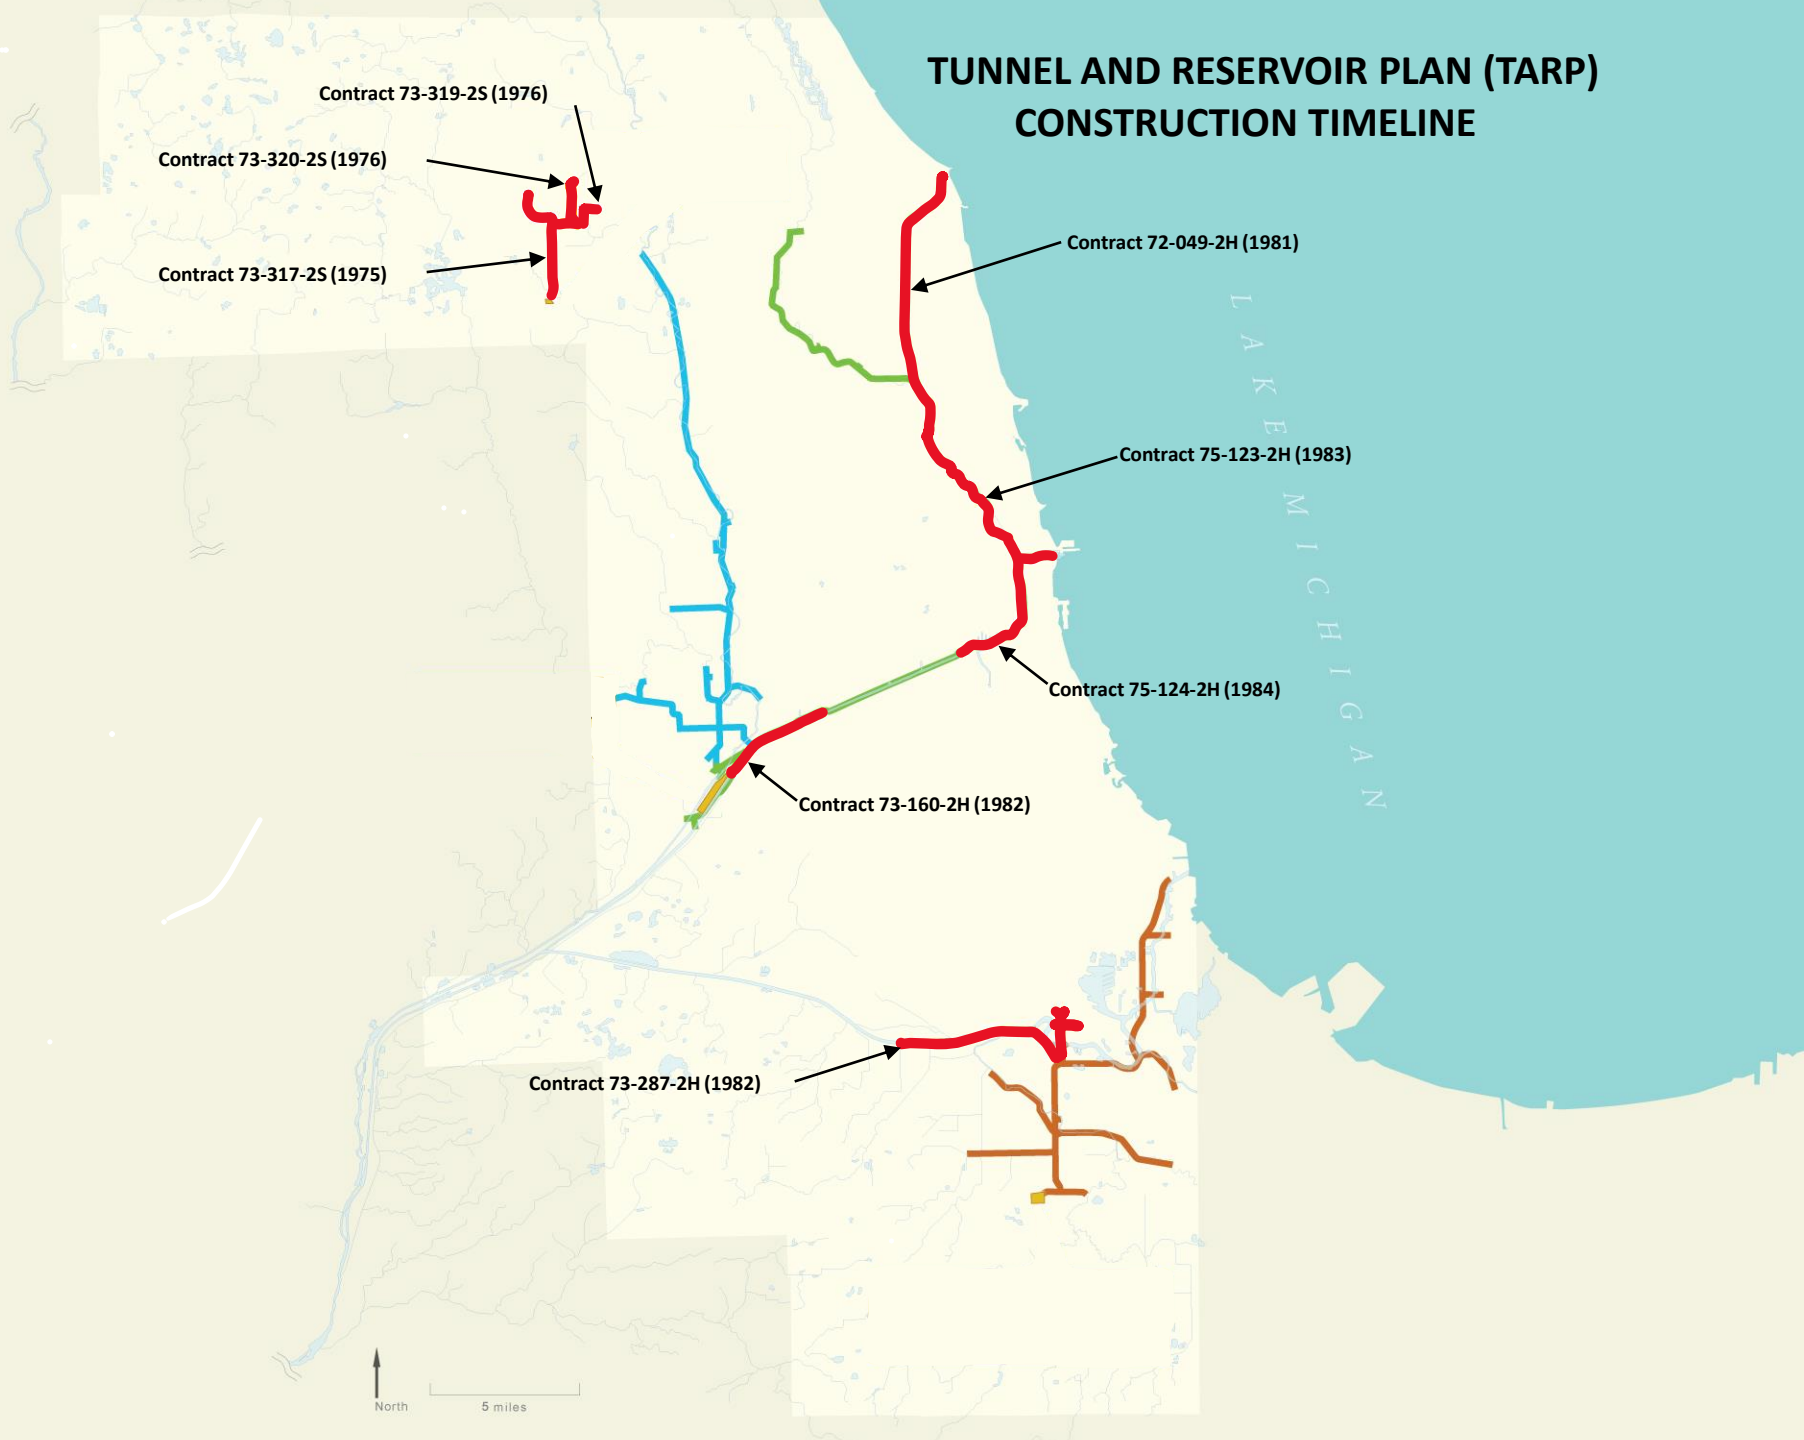 TUNNEL AND RESERVOIR PLAN (TARP)
CONSTRUCTION TIMELINE
Contract 73-319-2S (1976)
Contract 73-320-2S (1976)
Contract 73-317-2S (1975)
Contract 72-049-2H (1981)
LAKE MICHIGAN
Contract 75-123-2H (1983)
Contract 75-124-2H (1984)
Contract 73-160-2H (1982)
Contract 73-287-2H (1982)
North
5 miles